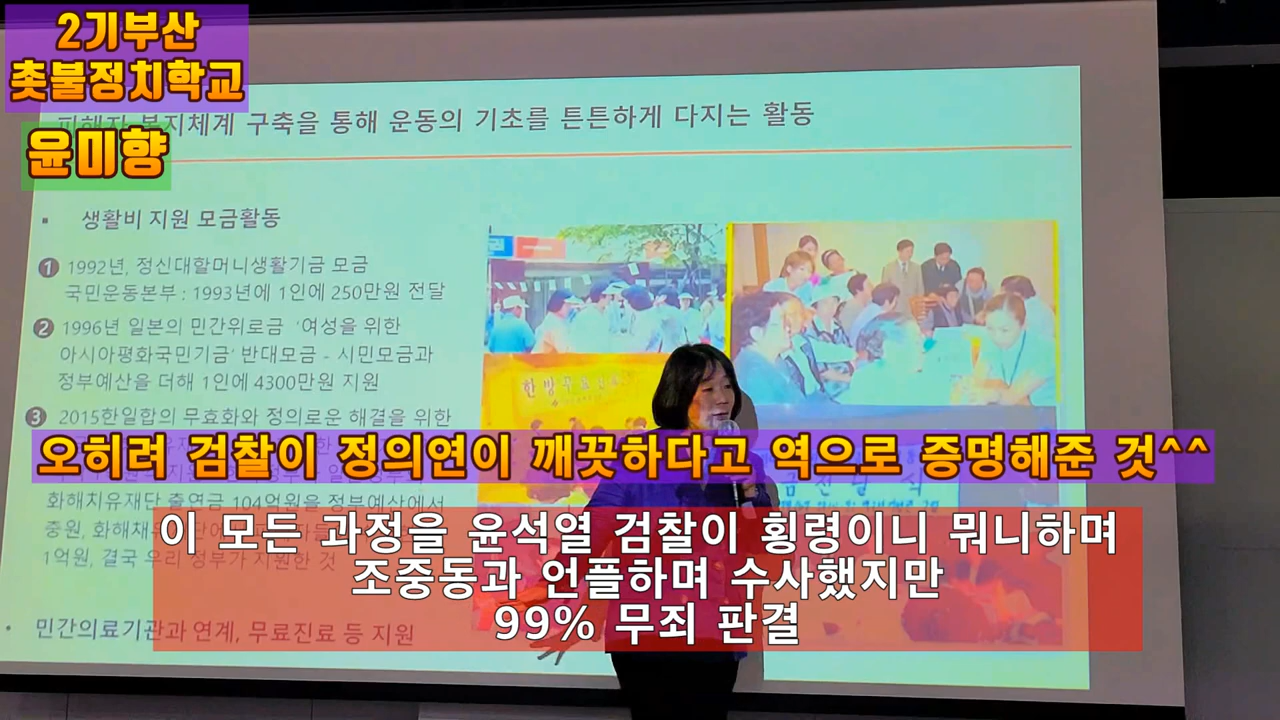 2기부산
촛불정치학교
윤미향
피해자 복지체계 구축을 통해 운동의 기초를 튼튼하게 다지는 활동
▪ 생활비 지원 모금활동
1 1992년, 정신대할머니생활기금 모금
국민운동본부 : 1993년에 1인에 250만원 전달
2 1996년 일본의 민간위로금 '여성을 위한
아시아평화국민기금' 반대모금 - 시민모금과
정부예산을 더해 1인에 4300만원 지원
3 2015한일합의 무효화와 정의로운 해결을 위한
오히려 검찰이 정의연이 깨끗하다고 역으로 증명해준 것^^
화해치유재단 출연금 104억원을 정부예산에서
충원, 화해
1억원, 결국 우리 정부가 지원한 것
이 모든 과정을 윤석열 검찰이 횡령이니 뭐니하며
조중동과 언플하며 수사했지만
99% 무죄 판결
• 민간의료기관과 연계, 무료진료 등 지원
한방무료진료